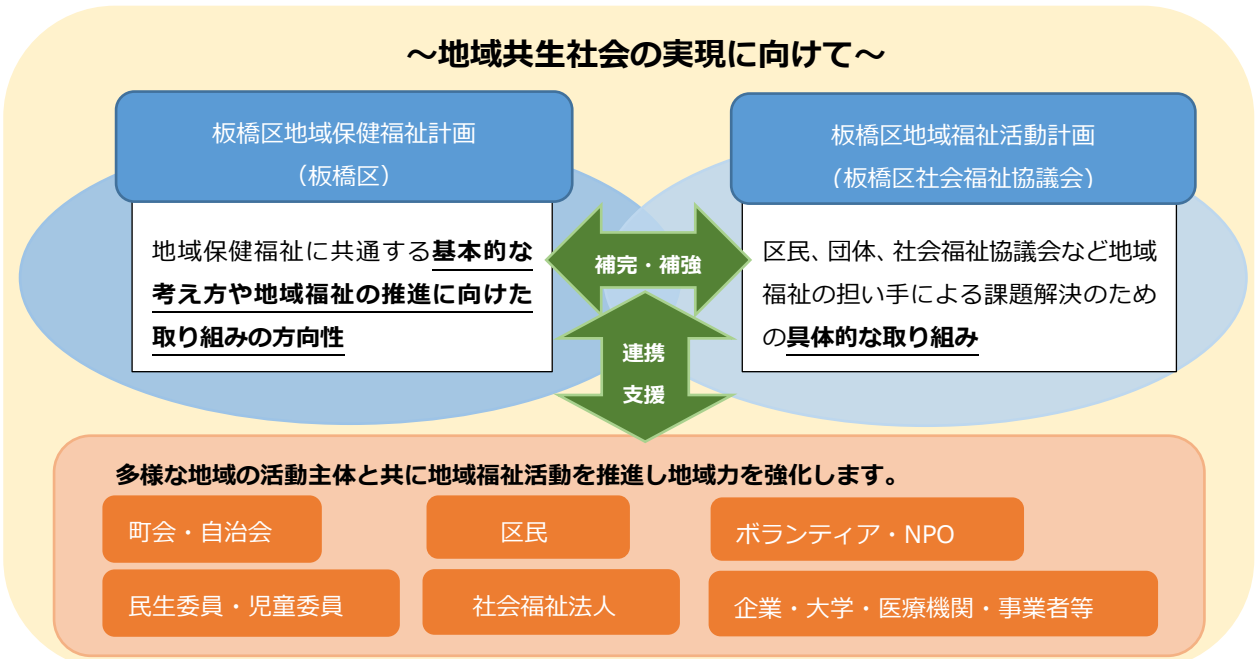 ~地域共生社会の実現に向けて~
板橋区地域保健福祉計画
（板橋区）
地域保健福祉に共通する基本的な
考え方や地域福祉の推進に向けた
取り組みの方向性
補完・補強
連携
支援
板橋区地域福祉活動計画
（板橋区社会福祉協議会）
区民、団体、社会福祉協議会など地域
福祉の担い手による課題解決のため
の具体的な取り組み
多様な地域の活動主体と共に地域福祉活動を推進し地域力を強化します。
町会・自治会
区民
ボランティア・NPO
民生委員・児童委員
社会福祉法人
企業・大学・医療機関・事業者等